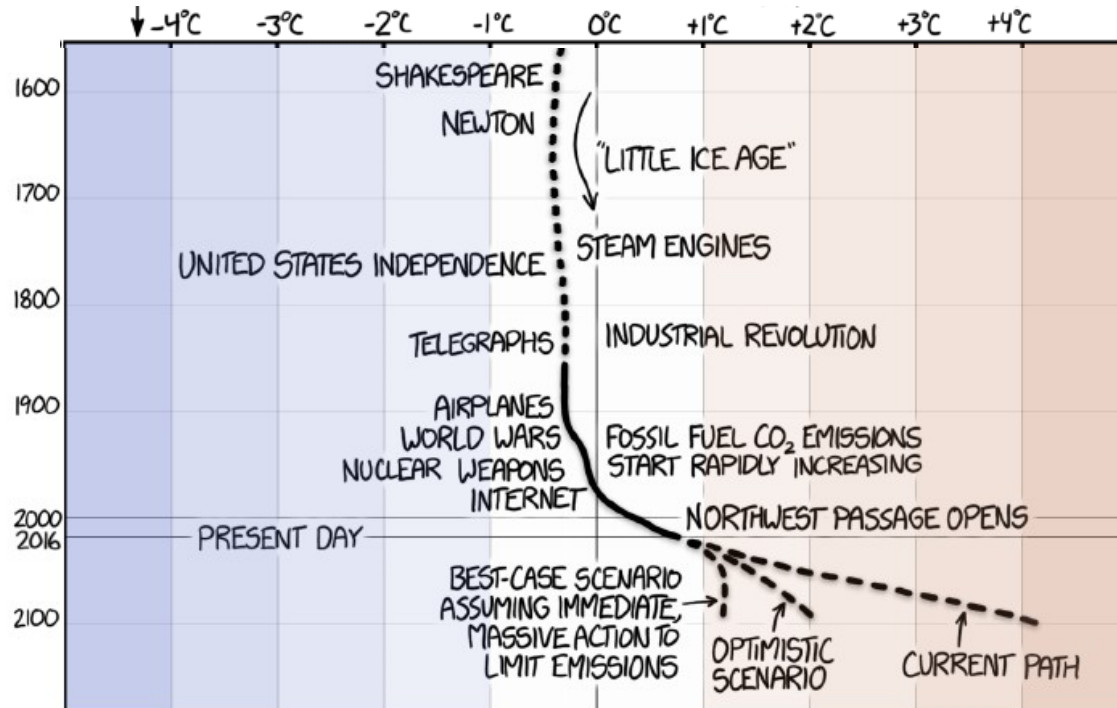 -4°C -3°C -2°C -1°C 0°C +1°C +2°C +3°C +4°C
SHAKESPEARE
1600
NEWTON
"LITTLE ICE AGE"
1700
STEAM ENGINES
UNITED STATES INDEPENDENCE
1800
INDUSTRIAL REVOLUTION
TELEGRAPHS
1900
AIRPLANES
WORLD WARS
NUCLEAR WEAPONS
INTERNET
FOSSIL FUEL CO₂ EMISSIONS
START RAPIDLY INCREASING
2000
NORTHWEST PASSAGE OPENS
2016
PRESENT DAY
BEST-CASE SCENARIO
ASSUMING IMMEDIATE,
MASSIVE ACTION TO
LIMIT EMISSIONS
2100
OPTIMISTIC
SCENARIO
CURRENT PATH